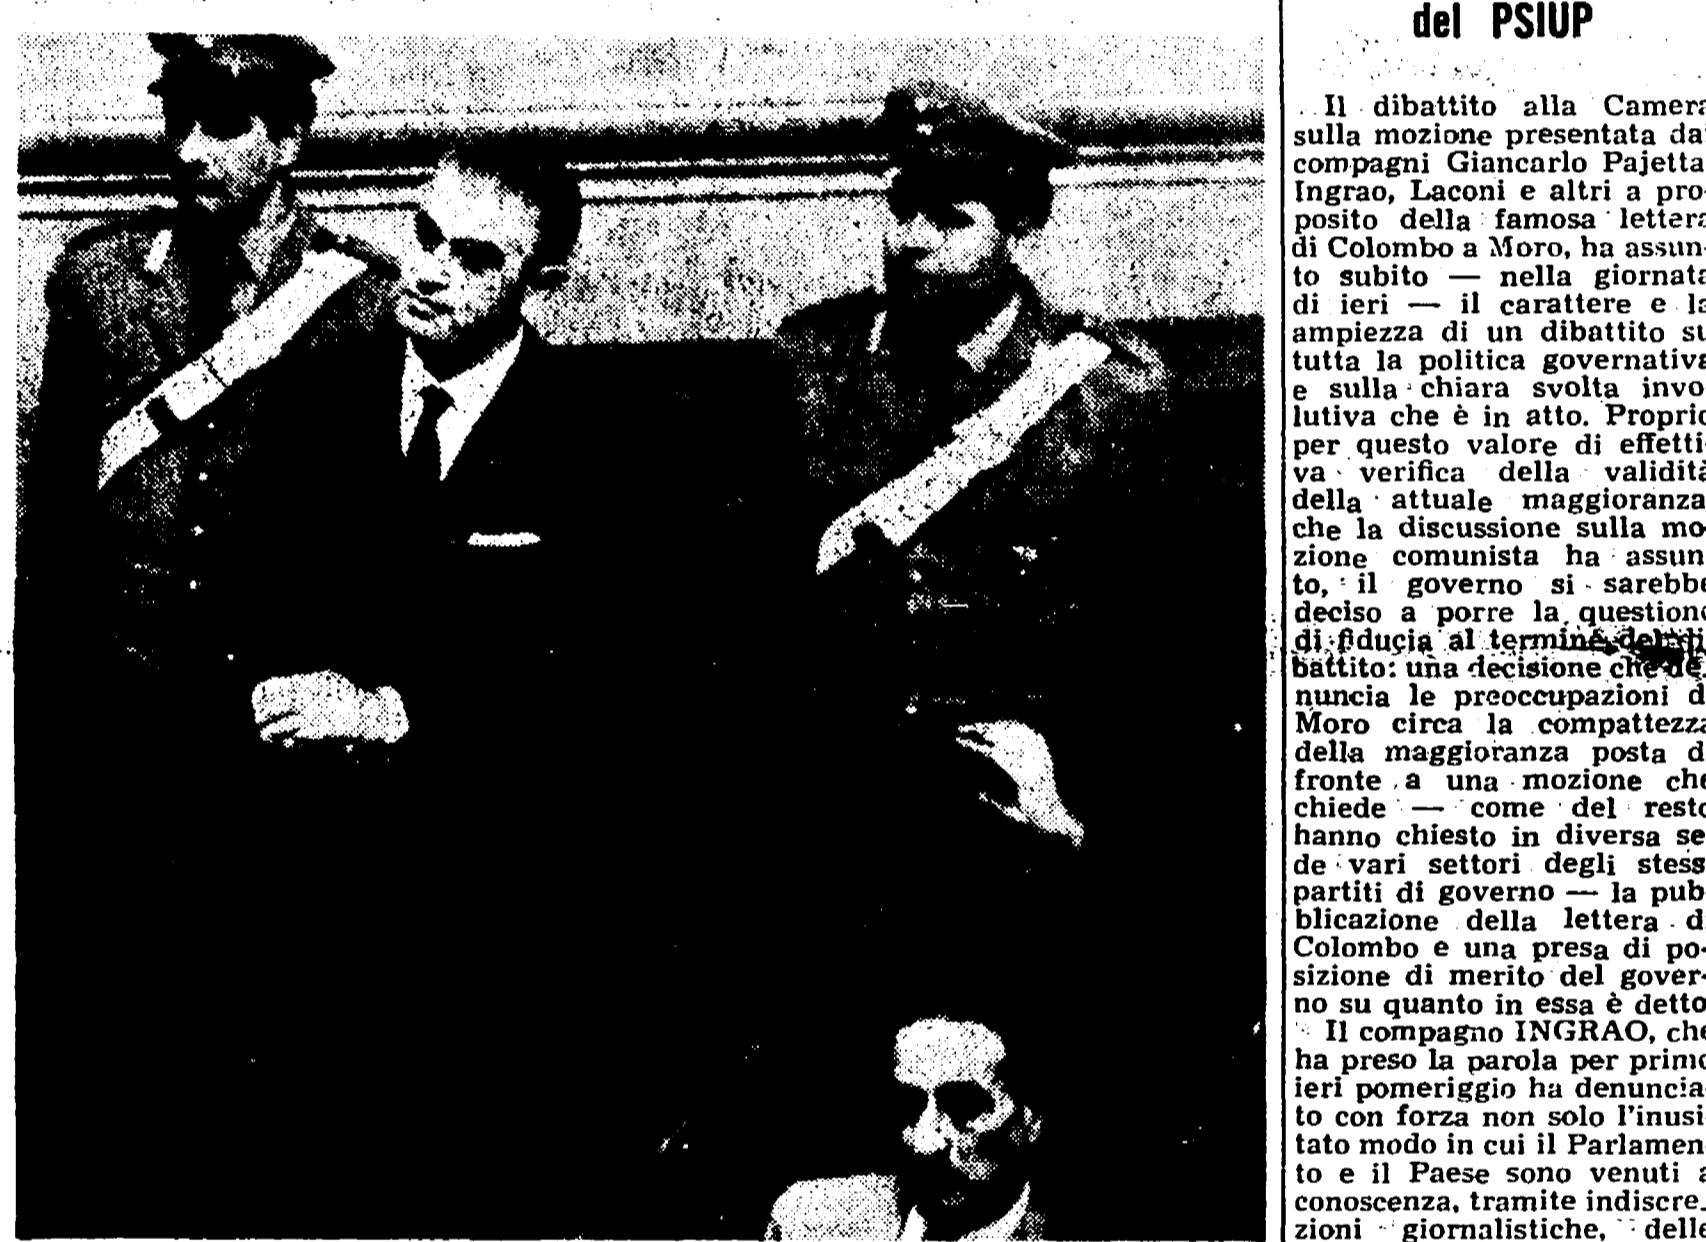 del PSIUP
Il dibattito alla Camera
sulla mozione presentata dai
compagni Giancarlo Pajetta,
Ingrao, Laconi e altri a pro
posito della famosa lettera
di Colombo a Moro, ha assun-
to subito — nella giornata
di ieri — il carattere e la
ampiezza di un dibattito su
tutta la politica governativa
e sulla chiara svolta invo
lutiva che è in atto. Proprio
per questo valore di effetti-
va verifica della validità
della attuale maggioranza
che la discussione sulla mo-
zione comunista ha assun
to, il governo si sarebbe
deciso a porre la questione
di fiducia al termine del di
battito: una decisione che de-
nuncia le preoccupazioni di
Moro circa la compattezza
della maggioranza posta di
fronte a una mozione che
chiede — come del resto
hanno chiesto in diversa se
de vari settori degli stessi
partiti di governo — la pub
blicazione della lettera di
Colombo e una presa di po-
sizione di merito del gover-
no su quanto in essa è detto
Il compagno INGRAO, che
ha preso la parola per primo
ieri pomeriggio ha denuncia
to con forza non solo l'inusi
tato modo in cui il Parlamen
to e il Paese sono venuti a
conoscenza, tramite indiscre-
zioni giornalistiche, delle